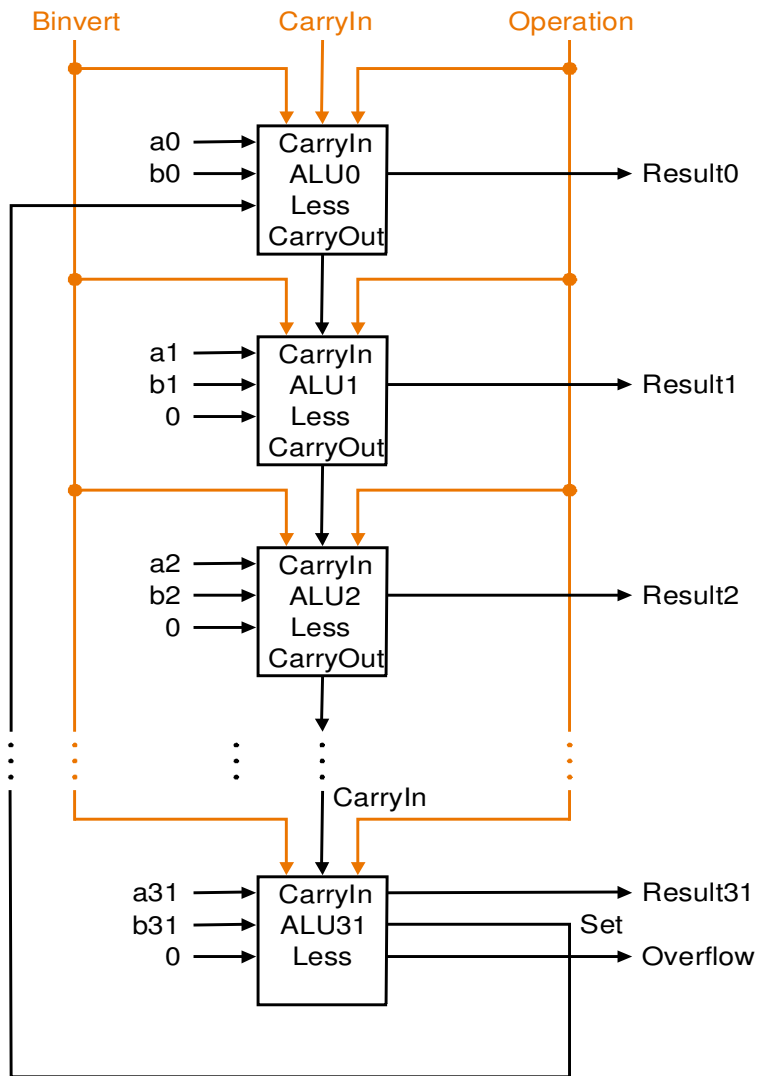 Binvert CarryIn Operation
a0 CarryIn
b0 ALU0 Result0
Less
CarryOut
a1 CarryIn
b1 ALU1 Result1
0 Less
CarryOut
a2 CarryIn
b2 ALU2 Result2
0 Less
CarryOut
CarryIn
a31 CarryIn Result31
b31 ALU31 Set
0 Less Overflow